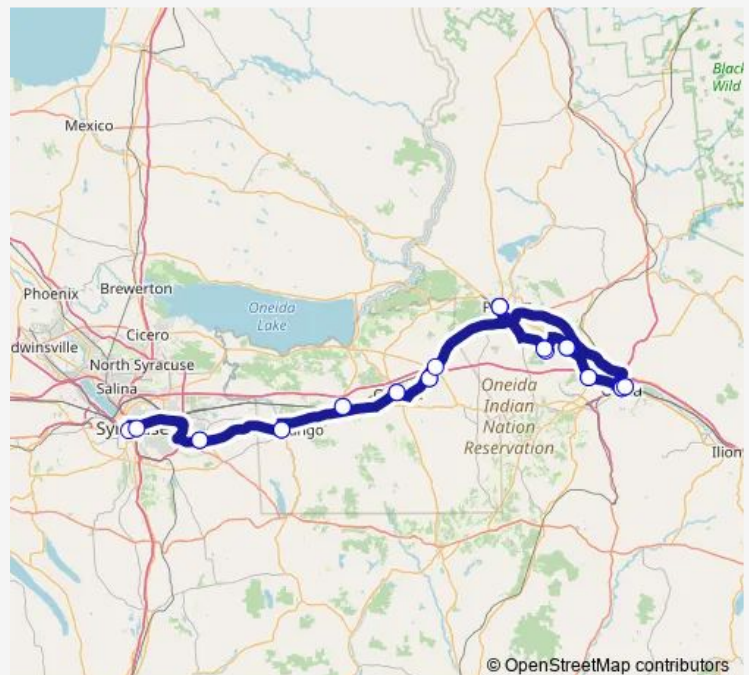 Black
Wild
Mexico
Phoenix
Brewerton
Oneida
Lake
dwinsville
Cicero
North Syracuse
Salina
Oneida
Indian
Nation
Reservation
Ilion
© OpenStreetMap contributors